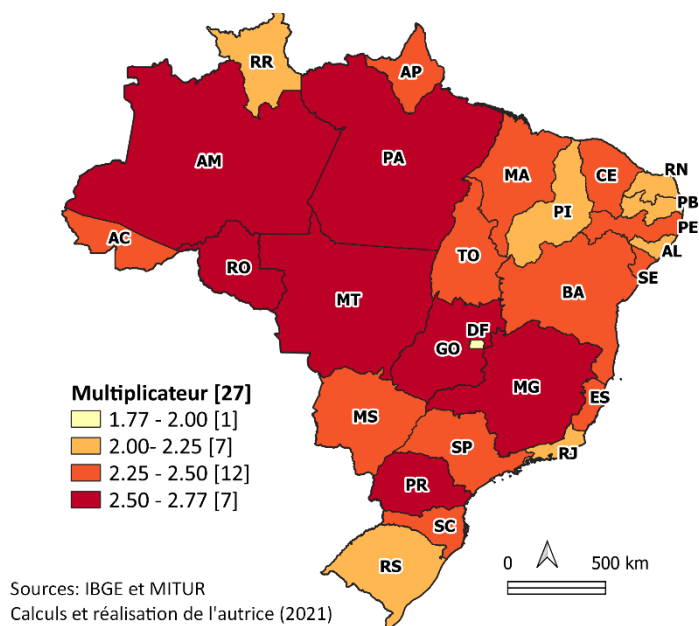 RR
AP
AM
PA
MA
CE
RN
PB
PI
PE
AC
AL
TO
SE
RO
BA
MT
DF
GO
MG
Multiplicateur [27]
1.77 - 2.00 [1]
2.00- 2.25 [7]
2.25 - 2.50 [12]
2.50 - 2.77 [7]
MS
ES
SP
RJ
PR
SC
RS
0 500 km
Sources: IBGE et MITUR
Calculs et réalisation de l'autrice (2021)